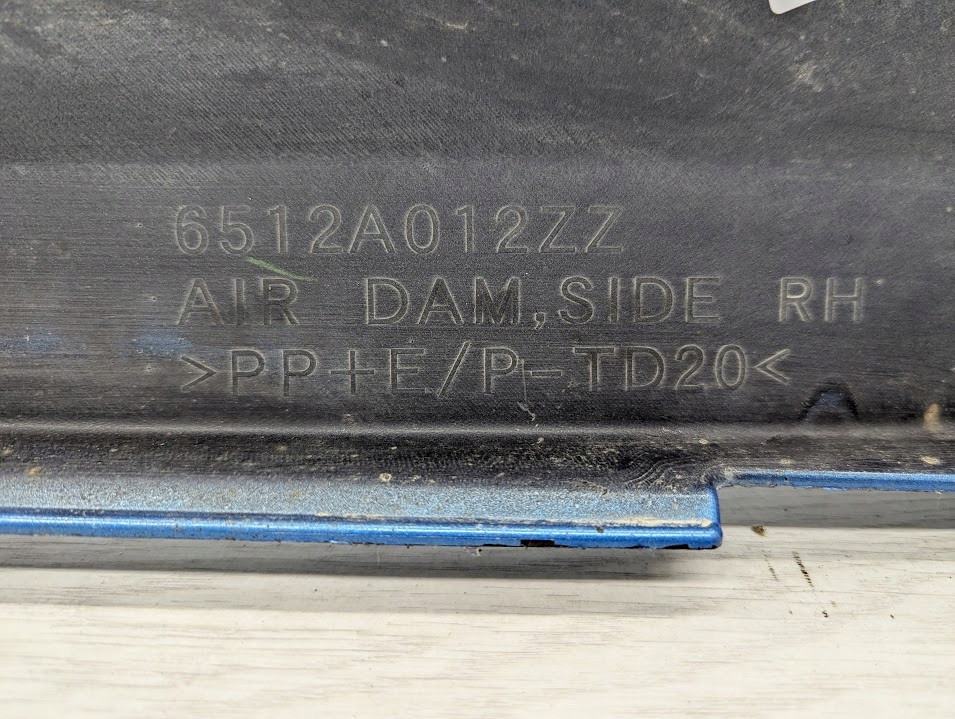 6512A012ZZ
AIR DAM,SIDE RH
>PP+E/P-TD20<